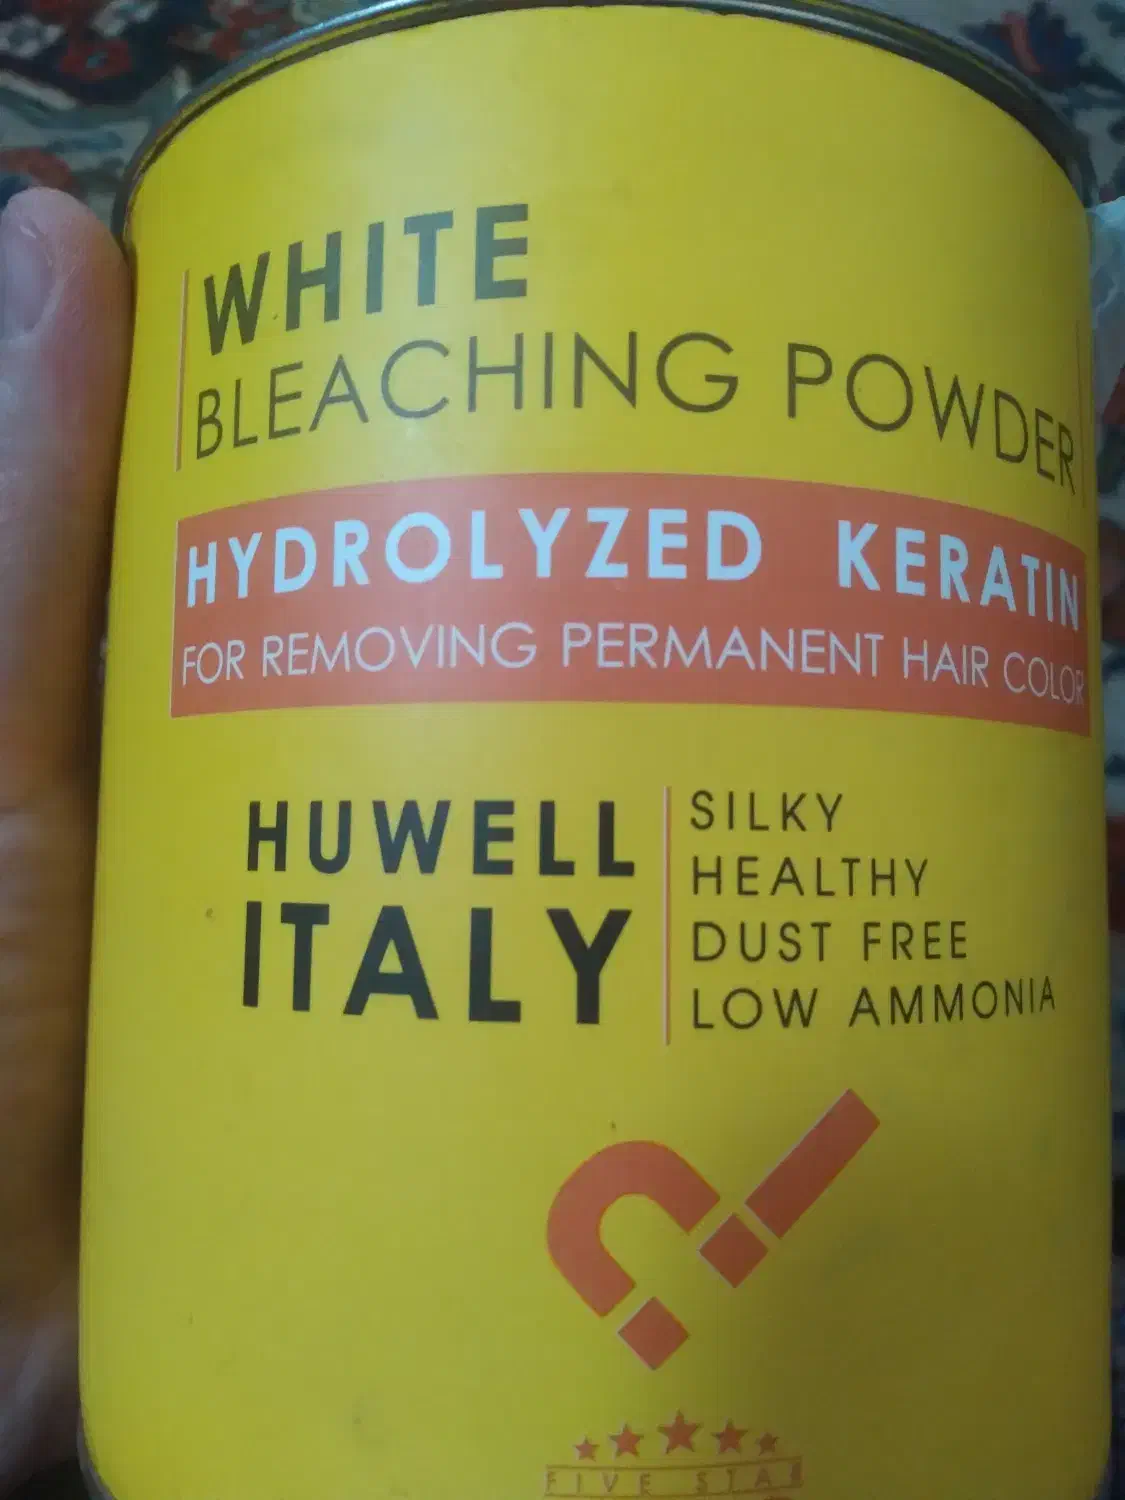 WHITE
BLEACHING POWDER
HYDROLYZED KERATIN
FOR REMOVING PERMANENT HAIR COLOR
HUWELL
ITALY
SILKY
HEALTHY
DUST FREE
LOW AMMONIA
FIVE STAR